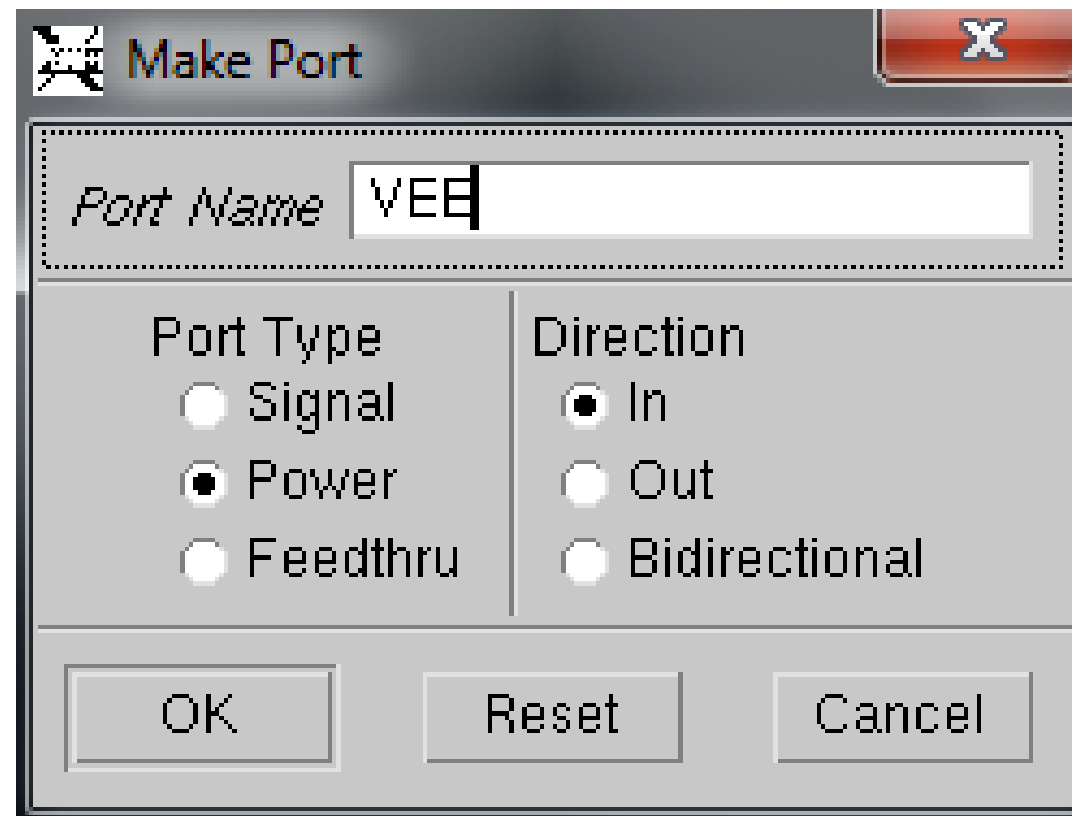 Make Port
Port Name VEE
Port Type Direction
Signal In
Power Out
Feedthru Bidirectional
OK Reset Cancel